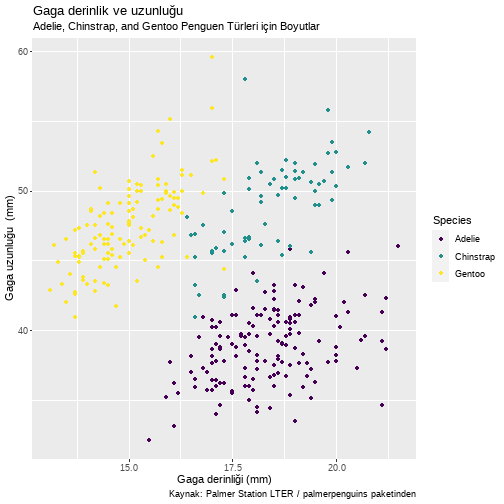 Gaga derinlik ve uzunluğu
Adelie, Chinstrap, and Gentoo Penguen Türleri için Boyutlar
60
50
40
Gaga uzunluğu (mm)
15.0
17.5
20.0
Gaga derinliği (mm)
Species
Adelie
Chinstrap
Gentoo
Kaynak: Palmer Station LTER / palmerpenguins paketinden